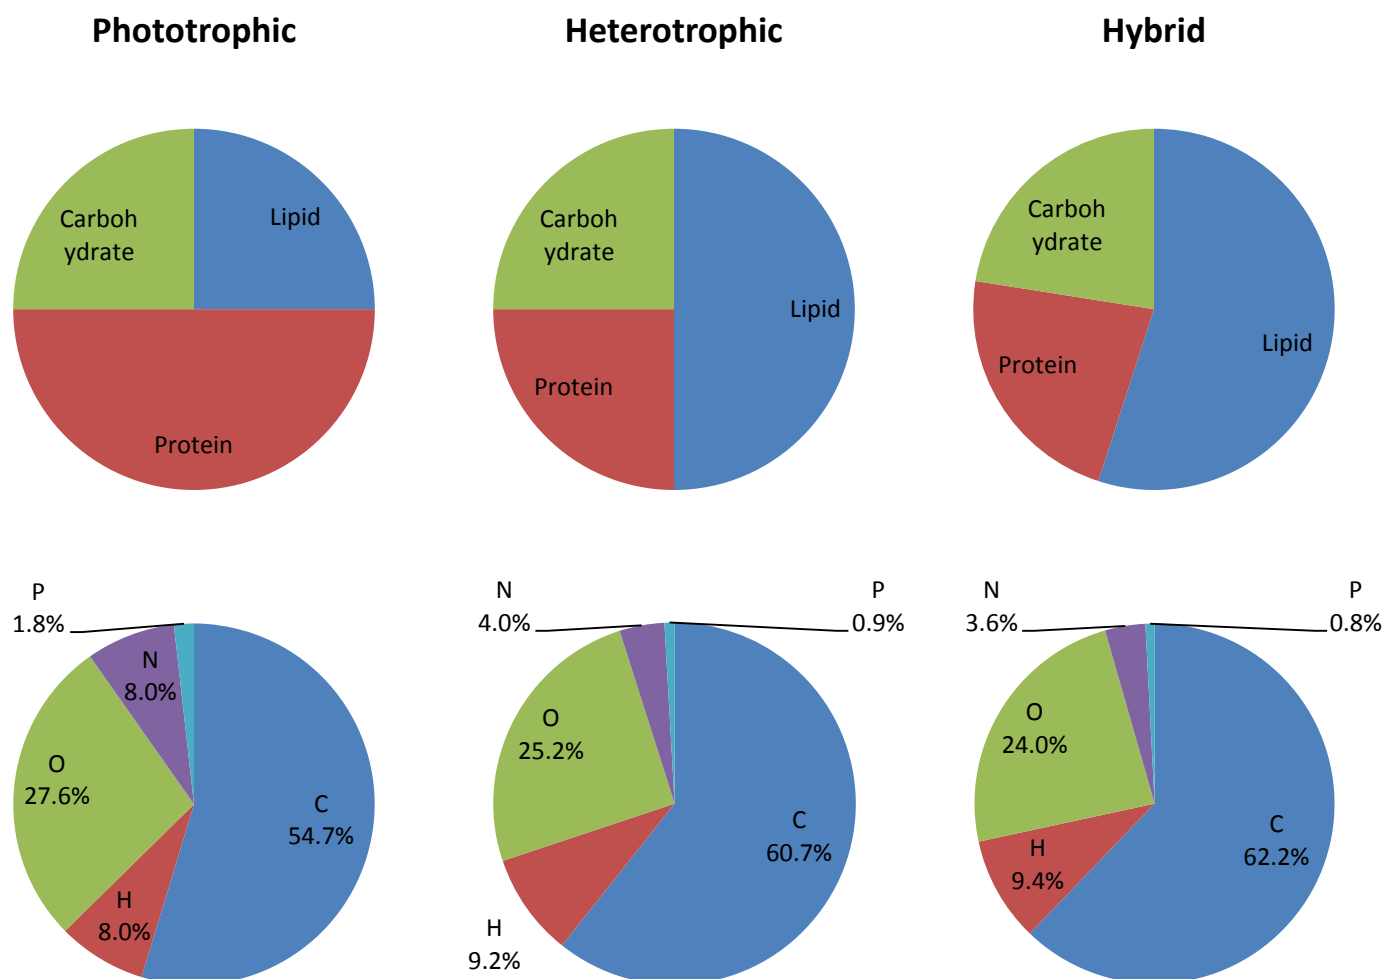 Phototrophic
Heterotrophic
Hybrid
Carboh
ydrate
Lipid
Protein
Carboh
ydrate
Lipid
Protein
Carboh
ydrate
Lipid
Protein
P
1.8%
N
8.0%
O
27.6%
C
54.7%
H
8.0%
N
4.0%
P
0.9%
O
25.2%
C
60.7%
H
9.2%
N
3.6%
P
0.8%
O
24.0%
C
62.2%
H
9.4%